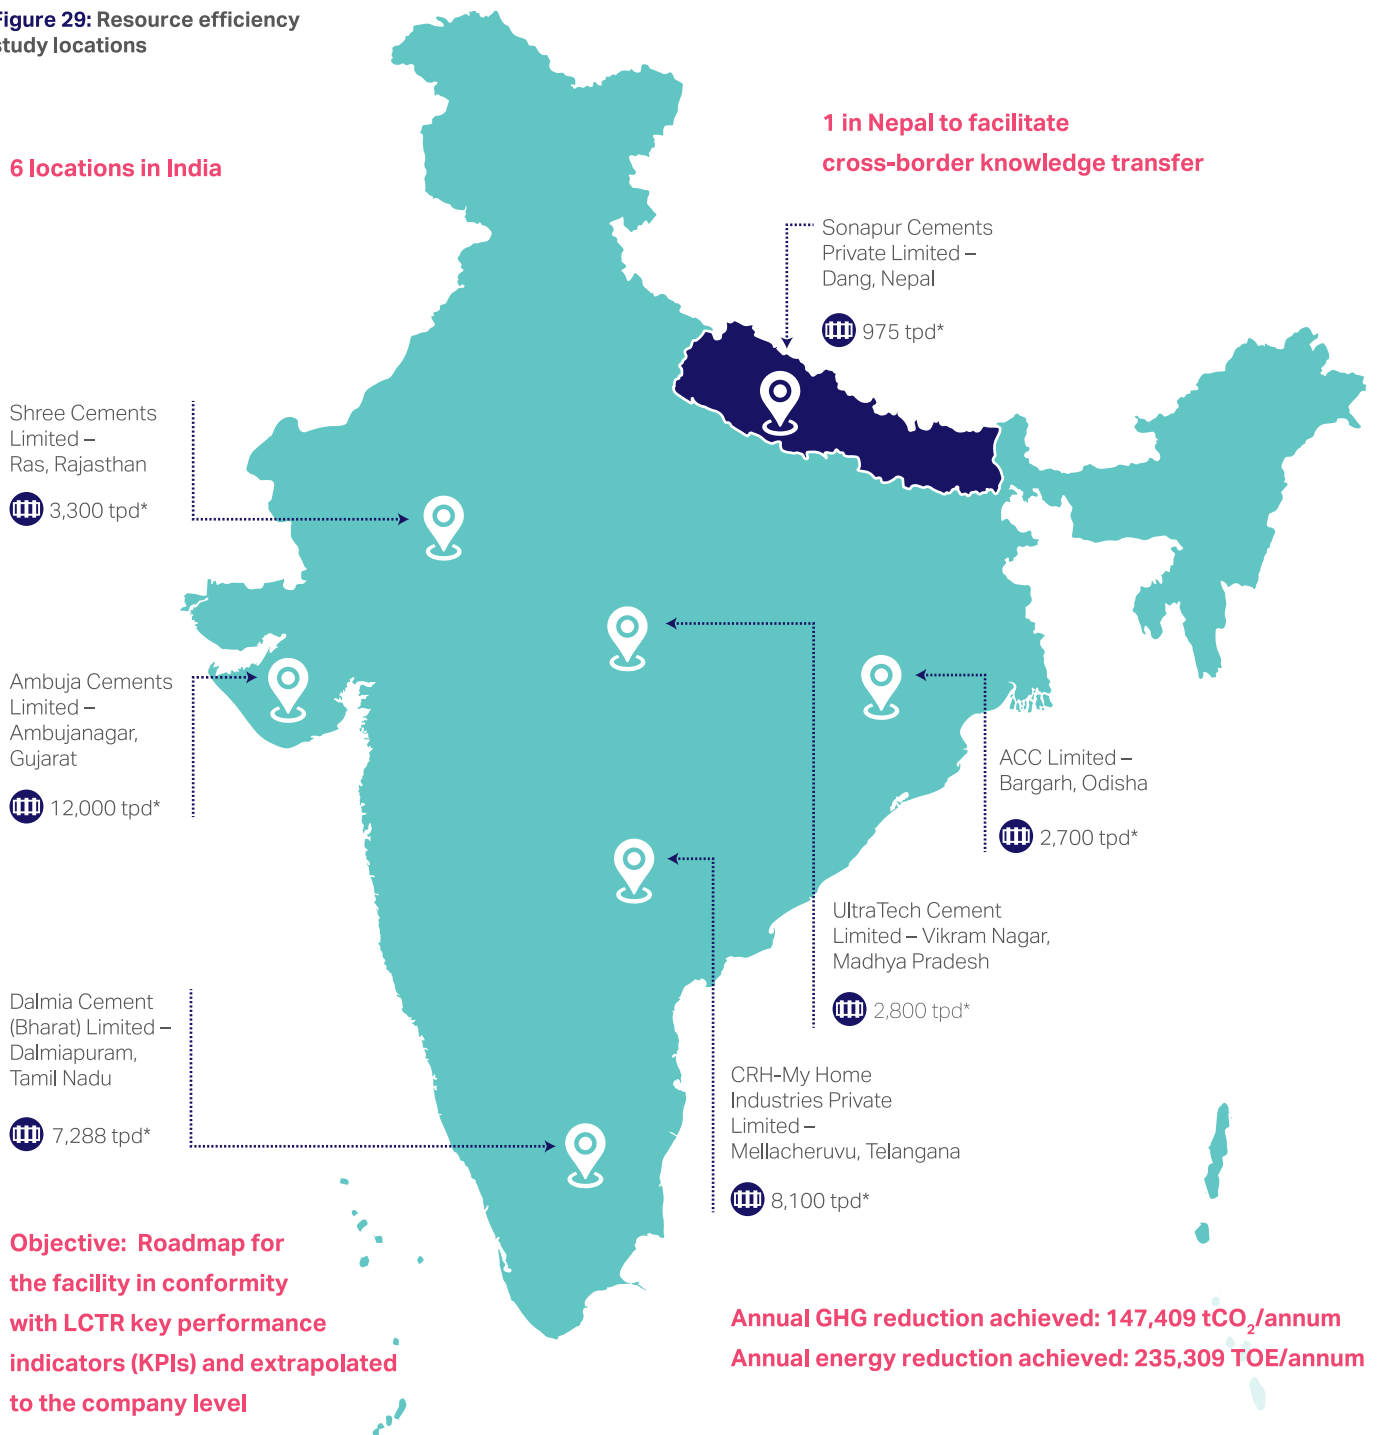 Figure 29: Resource efficiency
study locations
6 locations in India
1 in Nepal to facilitate
cross-border knowledge transfer
Sonapur Cements
Private Limited –
Dang, Nepal
975 tpd*
Shree Cements
Limited –
Ras, Rajasthan
3,300 tpd*
Ambuja Cements
Limited –
Ambujanagar,
Gujarat
12,000 tpd*
ACC Limited –
Bargarh, Odisha
2,700 tpd*
UltraTech Cement
Limited – Vikram Nagar,
Madhya Pradesh
2,800 tpd*
Dalmia Cement
(Bharat) Limited –
Dalmiapuram,
Tamil Nadu
7,288 tpd*
CRH-My Home
Industries Private
Limited –
Mellacheruvu, Telangana
8,100 tpd*
Objective: Roadmap for
the facility in conformity
with LCTR key performance
indicators (KPIs) and extrapolated
to the company level
Annual GHG reduction achieved: 147,409 tCO₂/annum
Annual energy reduction achieved: 235,309 TOE/annum